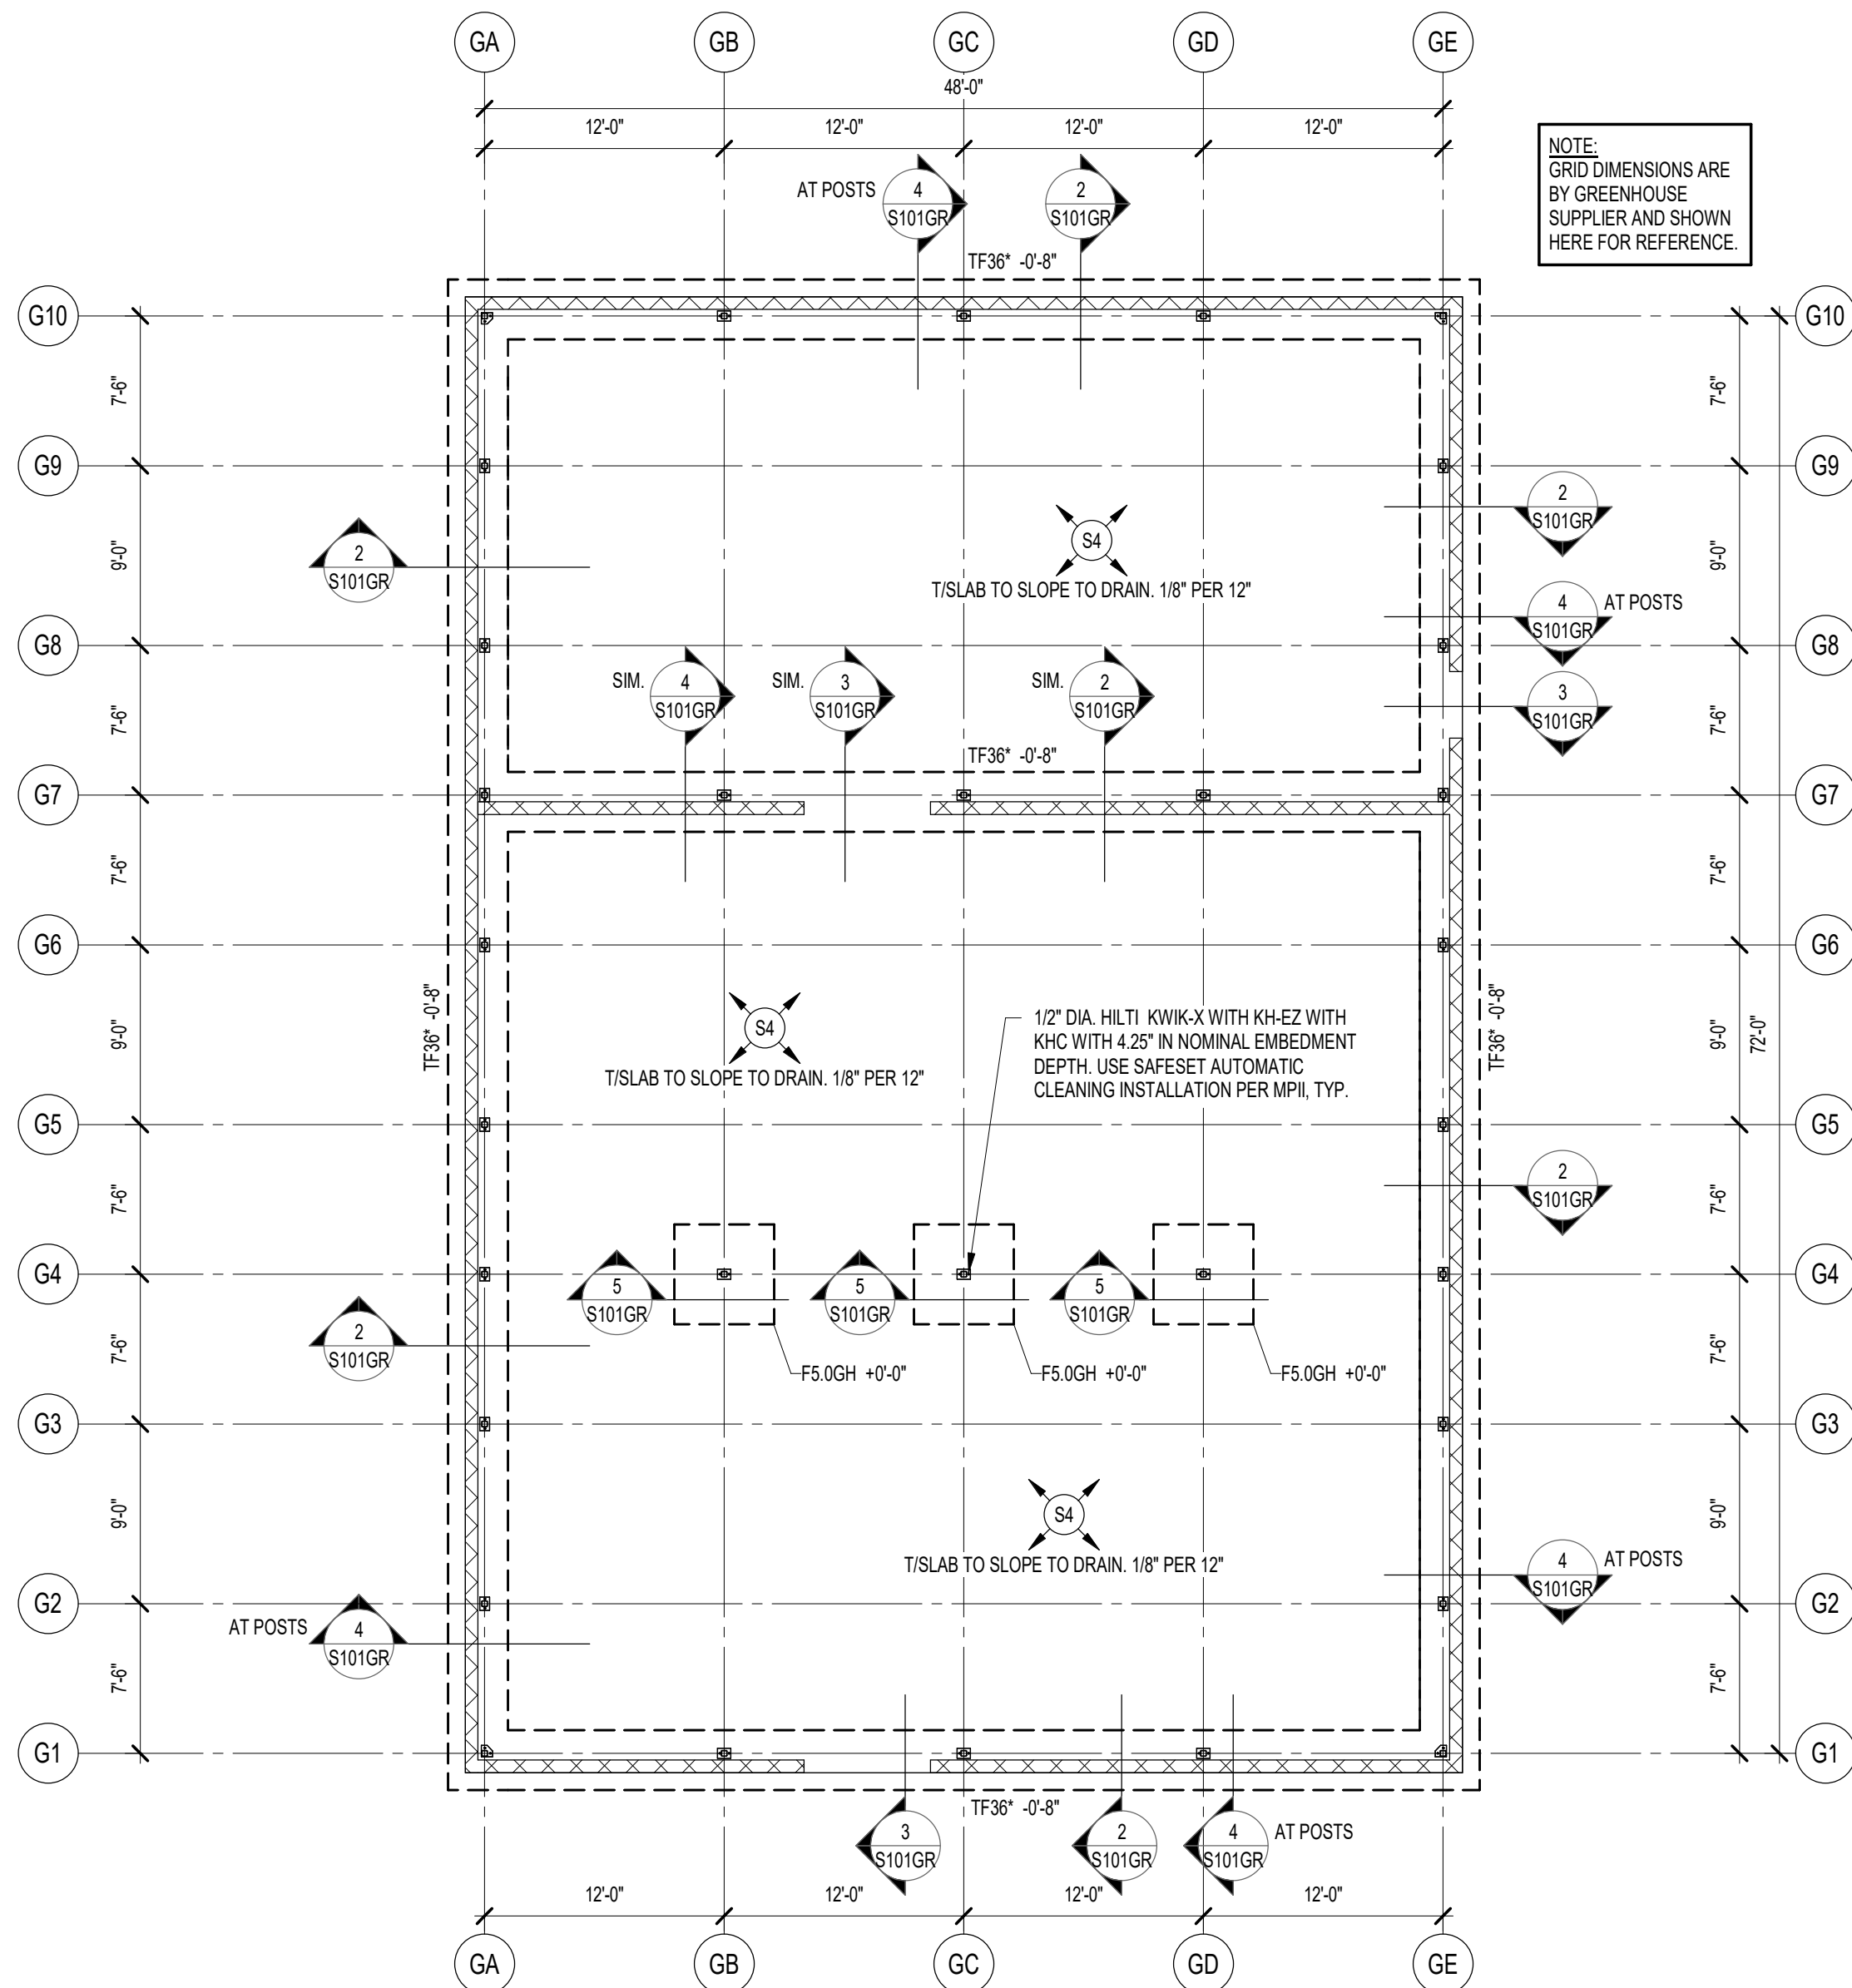 GA
GB
GC
GD
GE
48'-0"
12'-0"
12'-0"
12'-0"
12'-0"
NOTE:
GRID DIMENSIONS ARE
BY GREENHOUSE
SUPPLIER AND SHOWN
HERE FOR REFERENCE.
AT POSTS
4
S101GR
2
S101GR
TF36* -0'-8"
G10
G10
7'-6"
7'-6"
G9
G9
2
S101GR
9'-0"
2
S101GR
S4
T/SLAB TO SLOPE TO DRAIN. 1/8" PER 12"
9'-0"
4
S101GR
AT POSTS
G8
G8
SIM.
4
S101GR
SIM.
3
S101GR
SIM.
2
S101GR
3
S101GR
7'-6"
7'-6"
TF36* -0'-8"
G7
G7
7'-6"
7'-6"
G6
G6
TF36* -0'-8"
TF36* -0'-8"
9'-0"
S4
T/SLAB TO SLOPE TO DRAIN. 1/8" PER 12"
1/2" DIA. HILTI KWIK-X WITH KH-EZ WITH
KHC WITH 4.25" IN NOMINAL EMBEDMENT
DEPTH. USE SAFESET AUTOMATIC
CLEANING INSTALLATION PER MPII, TYP.
9'-0"
72'-0"
G5
G5
7'-6"
2
S101GR
7'-6"
G4
G4
5
S101GR
5
S101GR
5
S101GR
2
S101GR
7'-6"
F5.0GH +0'-0"
F5.0GH +0'-0"
F5.0GH +0'-0"
7'-6"
G3
G3
9'-0"
S4
T/SLAB TO SLOPE TO DRAIN. 1/8" PER 12"
9'-0"
4
S101GR
AT POSTS
G2
G2
AT POSTS
4
S101GR
7'-6"
7'-6"
G1
G1
TF36* -0'-8"
3
S101GR
2
S101GR
4
S101GR
AT POSTS
12'-0"
12'-0"
12'-0"
12'-0"
GA
GB
GC
GD
GE